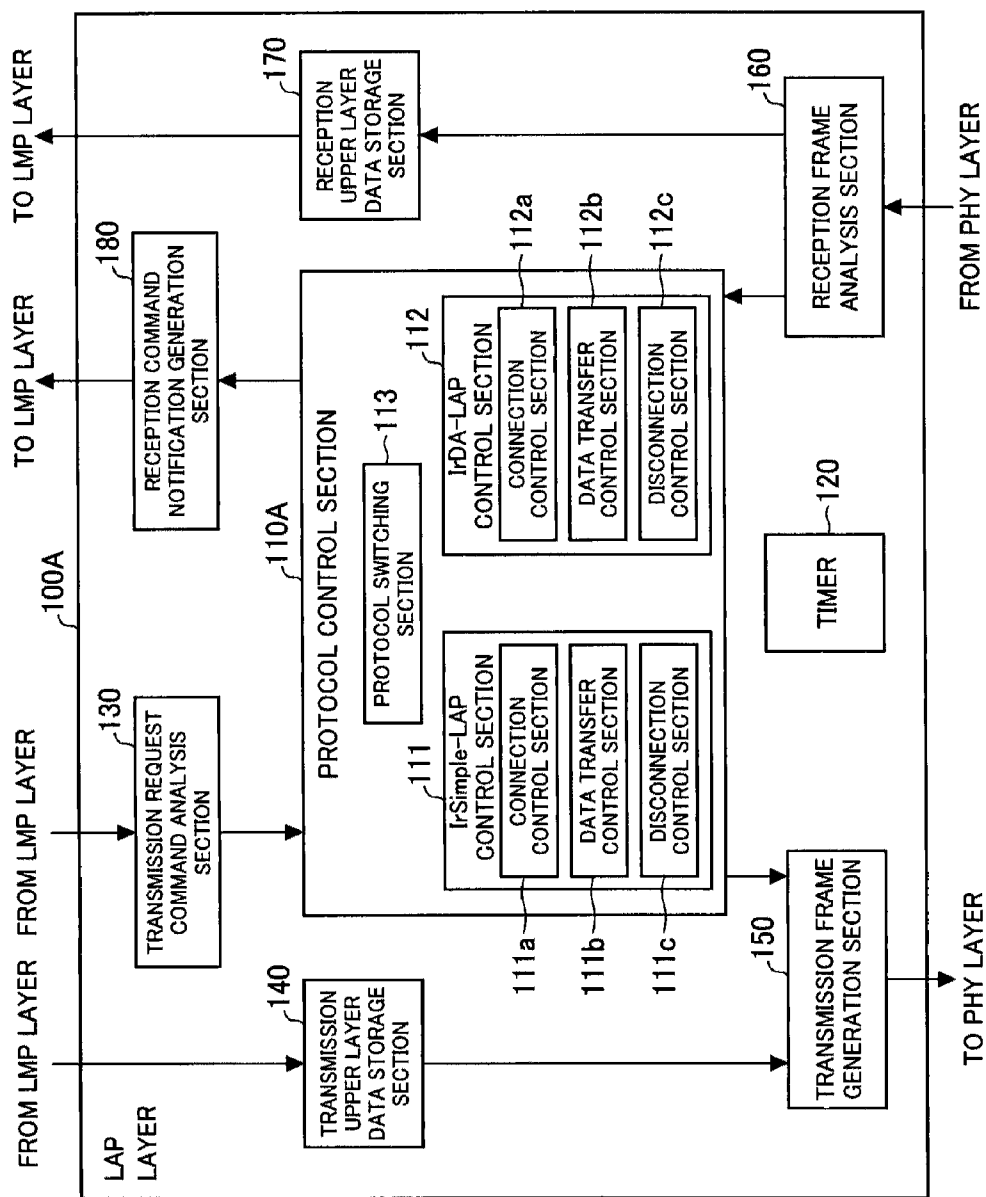 LAP
LAYER
100A
FROM LMP LAYER
FROM LMP LAYER
TO LMP LAYER
TO LMP LAYER
130
TRANSMISSION REQUEST
COMMAND ANALYSIS
SECTION
180
RECEPTION COMMAND
NOTIFICATION GENERATION
SECTION
140
TRANSMISSION
UPPER LAYER
DATA STORAGE
SECTION
170
RECEPTION
UPPER LAYER
DATA STORAGE
SECTION
110A
PROTOCOL CONTROL SECTION
113
PROTOCOL SWITCHING
SECTION
111
IrSimple-LAP
CONTROL SECTION
111a
CONNECTION
CONTROL SECTION
111b
DATA TRANSFER
CONTROL SECTION
111c
DISCONNECTION
CONTROL SECTION
112
IrDA-LAP
CONTROL SECTION
112a
CONNECTION
CONTROL SECTION
112b
DATA TRANSFER
CONTROL SECTION
112c
DISCONNECTION
CONTROL SECTION
150
TRANSMISSION FRAME
GENERATION SECTION
120
TIMER
160
RECEPTION FRAME
ANALYSIS SECTION
TO PHY LAYER
FROM PHY LAYER